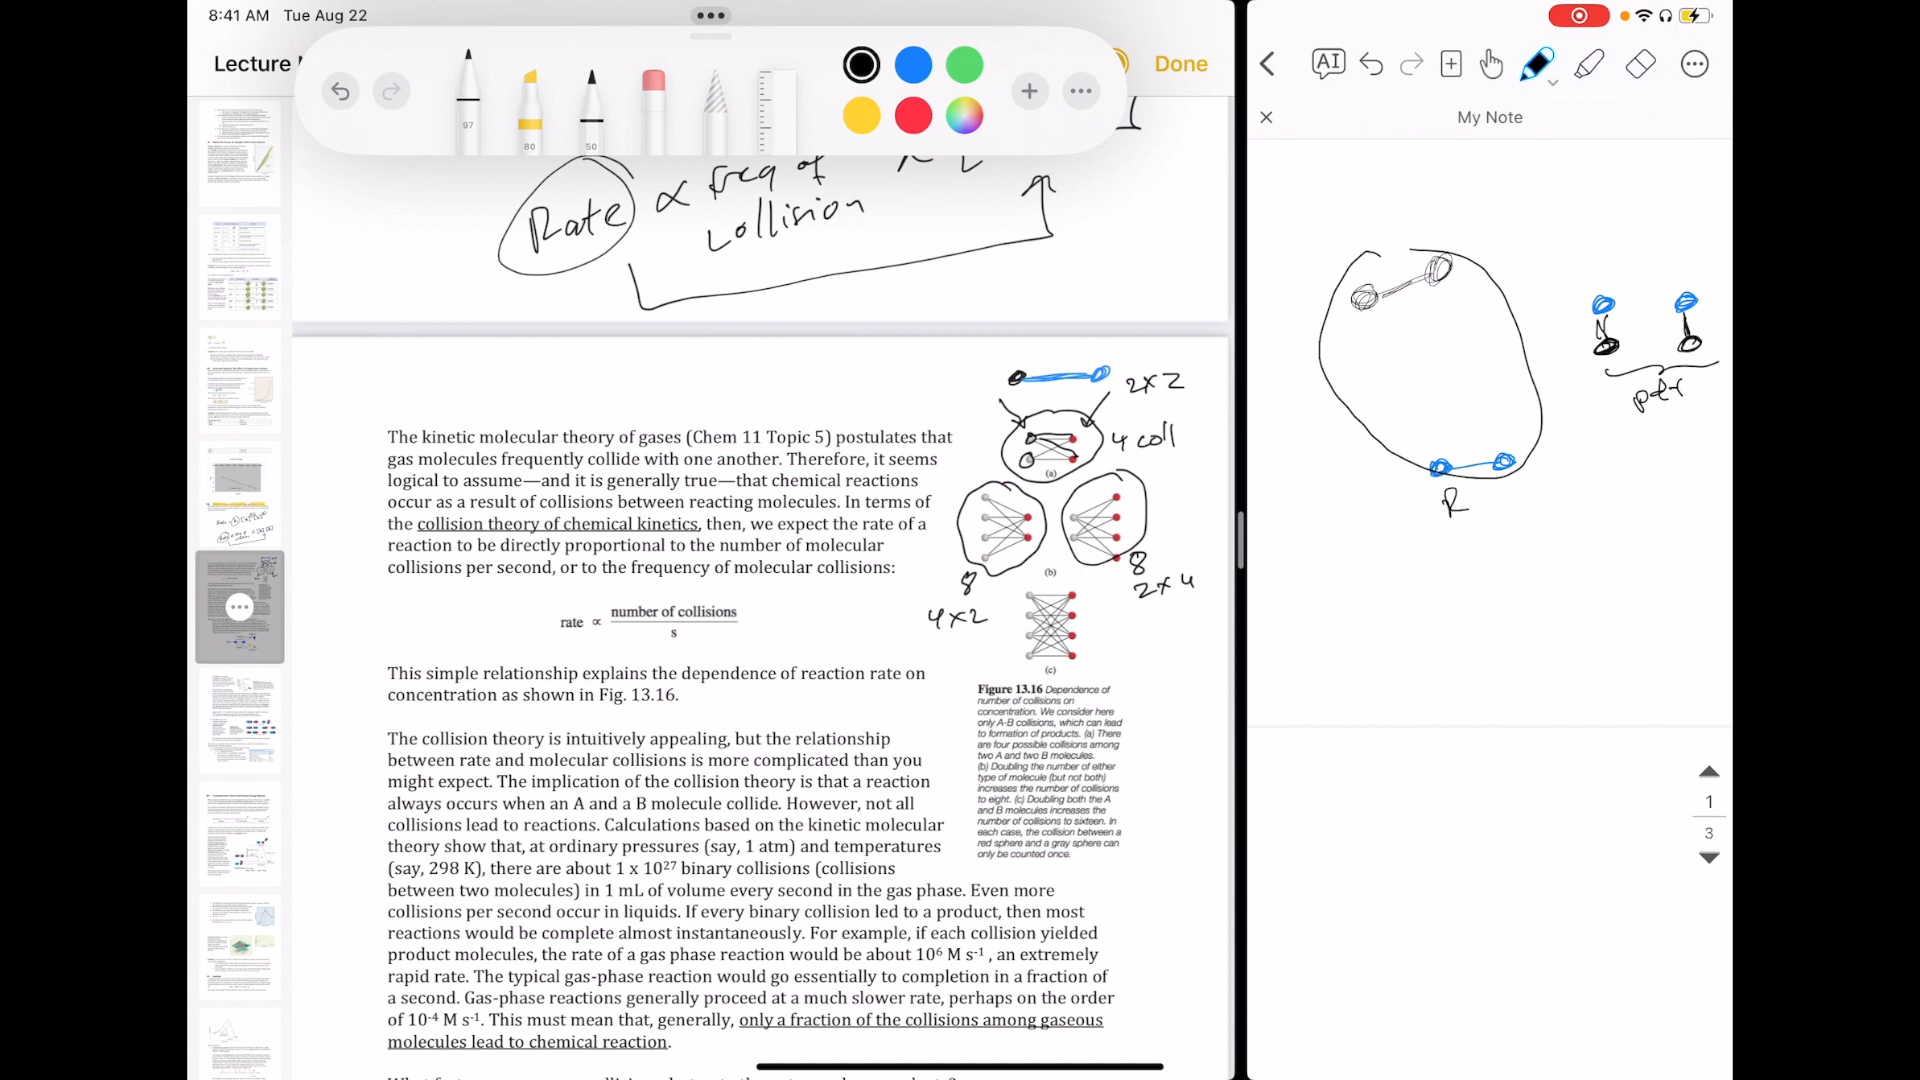 8:41 AM Tue Aug 22
Lecture
Done
97
80
50
AI
My Note
Rate ∝ freq of
collision
2x2
4 coll
(a)
8
8
2x4
4x2
(b)
(c)
The kinetic molecular theory of gases (Chem 11 Topic 5) postulates that
gas molecules frequently collide with one another. Therefore, it seems
logical to assume—and it is generally true—that chemical reactions
occur as a result of collisions between reacting molecules. In terms of
the collision theory of chemical kinetics, then, we expect the rate of a
reaction to be directly proportional to the number of molecular
collisions per second, or to the frequency of molecular collisions:
rate ∝ number of collisions
s
This simple relationship explains the dependence of reaction rate on
concentration as shown in Fig. 13.16.
Figure 13.16 Dependence of
number of collisions on
concentration. We consider here
only A-B collisions, which can lead
to formation of products. (a) There
are four possible collisions among
two A and two B molecules.
(b) Doubling the number of either
type of molecule (but not both)
increases the number of collisions
to eight. (c) Doubling both the A
and B molecules increases the
number of collisions to sixteen. In
each case, the collision between a
red sphere and a gray sphere can
only be counted once.
The collision theory is intuitively appealing, but the relationship
between rate and molecular collisions is more complicated than you
might expect. The implication of the collision theory is that a reaction
always occurs when an A and a B molecule collide. However, not all
collisions lead to reactions. Calculations based on the kinetic molecular
theory show that, at ordinary pressures (say, 1 atm) and temperatures
(say, 298 K), there are about 1 x 10²⁷ binary collisions (collisions
between two molecules) in 1 mL of volume every second in the gas phase. Even more
collisions per second occur in liquids. If every binary collision led to a product, then most
reactions would be complete almost instantaneously. For example, if each collision yielded
product molecules, the rate of a gas phase reaction would be about 10⁶ M s⁻¹ , an extremely
rapid rate. The typical gas-phase reaction would go essentially to completion in a fraction of
a second. Gas-phase reactions generally proceed at a much slower rate, perhaps on the order
of 10⁻⁴ M s⁻¹. This must mean that, generally, only a fraction of the collisions among gaseous
molecules lead to chemical reaction.
R
1
3